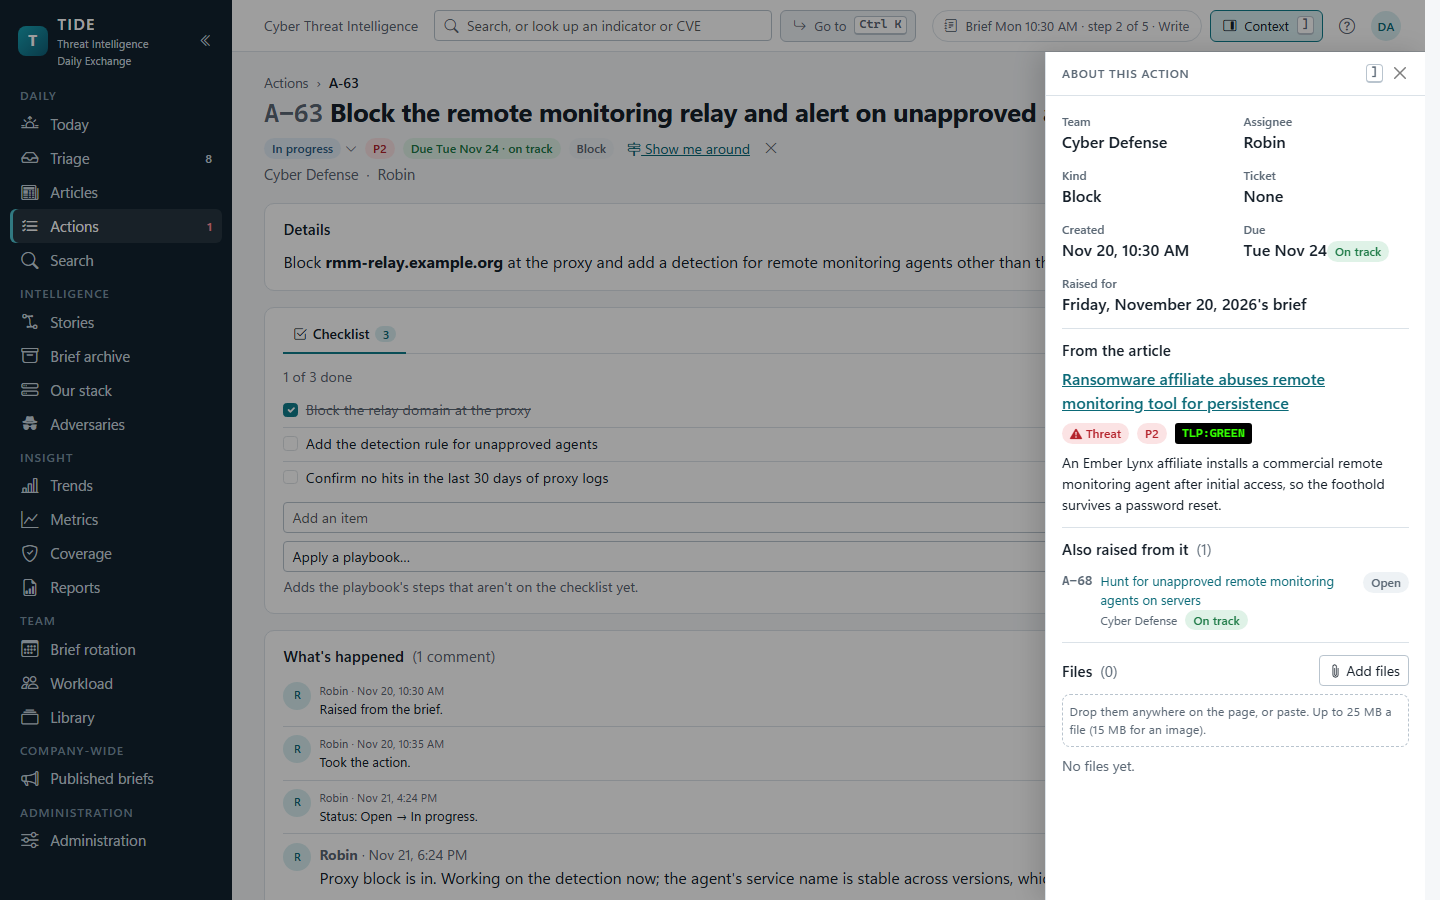 T
TIDE
Threat Intelligence
Daily Exchange
DAILY
Today
Triage 8
Articles
Actions 1
Search
INTELLIGENCE
Stories
Brief archive
Our stack
Adversaries
INSIGHT
Trends
Metrics
Coverage
Reports
TEAM
Brief rotation
Workload
Library
COMPANY-WIDE
Published briefs
ADMINISTRATION
Administration
Cyber Threat Intelligence
Search, or look up an indicator or CVE
Go to Ctrl K
Brief Mon 10:30 AM · step 2 of 5 · Write
Context ]
DA
Actions › A-63
A-63 Block the remote monitoring relay and alert on unapproved
In progress P2 Due Tue Nov 24 · on track Block Show me around
Cyber Defense · Robin
Details
Block rmm-relay.example.org at the proxy and add a detection for remote monitoring agents other than
Checklist 3
1 of 3 done
Block the relay domain at the proxy
Add the detection rule for unapproved agents
Confirm no hits in the last 30 days of proxy logs
Add an item
Apply a playbook...
Adds the playbook's steps that aren't on the checklist yet.
What's happened (1 comment)
R
Robin · Nov 20, 10:30 AM
Raised from the brief.
R
Robin · Nov 20, 10:35 AM
Took the action.
R
Robin · Nov 21, 4:24 PM
Status: Open → In progress.
R
Robin · Nov 21, 6:24 PM
Proxy block is in. Working on the detection now; the agent's service name is stable across versions,
ABOUT THIS ACTION ]
Team
Cyber Defense
Assignee
Robin
Kind
Block
Ticket
None
Created
Nov 20, 10:30 AM
Due
Tue Nov 24 On track
Raised for
Friday, November 20, 2026's brief
From the article
Ransomware affiliate abuses remote
monitoring tool for persistence
Threat P2 TLP:GREEN
An Ember Lynx affiliate installs a commercial remote
monitoring agent after initial access, so the foothold
survives a password reset.
Also raised from it (1)
A-68 Hunt for unapproved remote monitoring
agents on servers
Open
Cyber Defense On track
Files (0)
Add files
Drop them anywhere on the page, or paste. Up to 25 MB a
file (15 MB for an image).
No files yet.